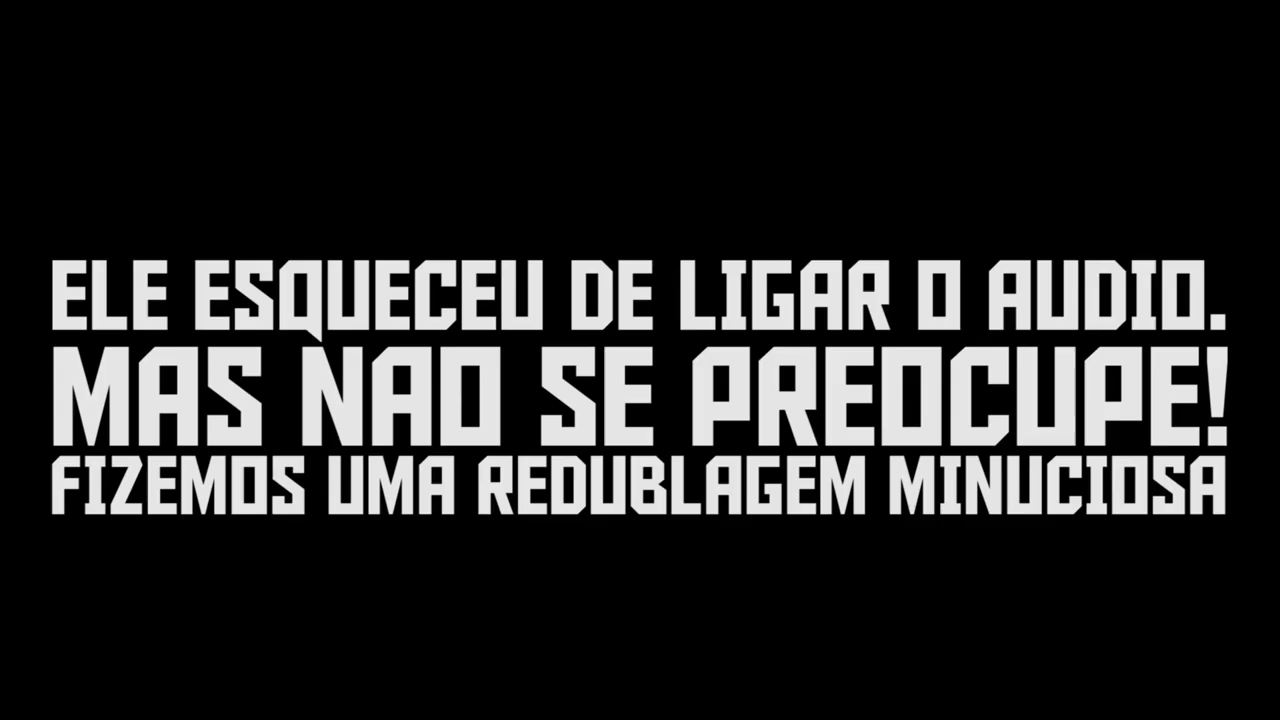 ELE ESQUECEU DE LIGAR O AUDIO.
MAS NAO SE PREOCUPE!
FIZEMOS UMA REDUBLAGEM MINUCIOSA